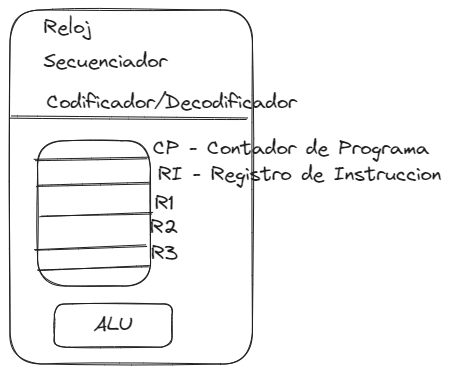 Reloj
Secuenciador
Codificador/Decodificador
CP - Contador de Programa
RI - Registro de Instruccion
R1
R2
R3
ALU